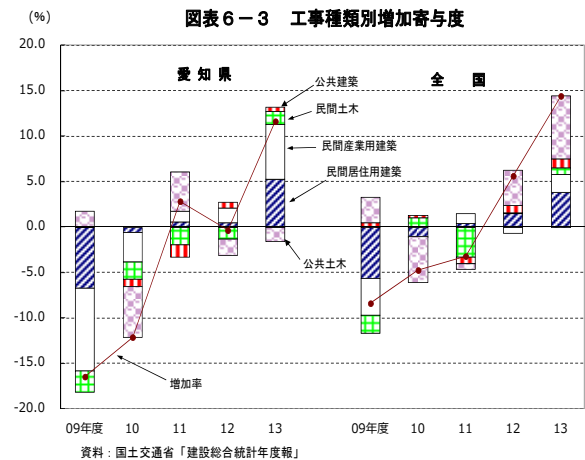 図表６－３　工事種類別増加寄与度
(%)
20.0
15.0
10.0
5.0
0.0
-5.0
-10.0
-15.0
-20.0
愛 知 県
全　　国
公共建築
民間土木
民間産業用建築
民間居住用建築
公共土木
増加率
09年度 10 11 12 13 09年度 10 11 12 13
資料：国土交通省「建設総合統計年度報」